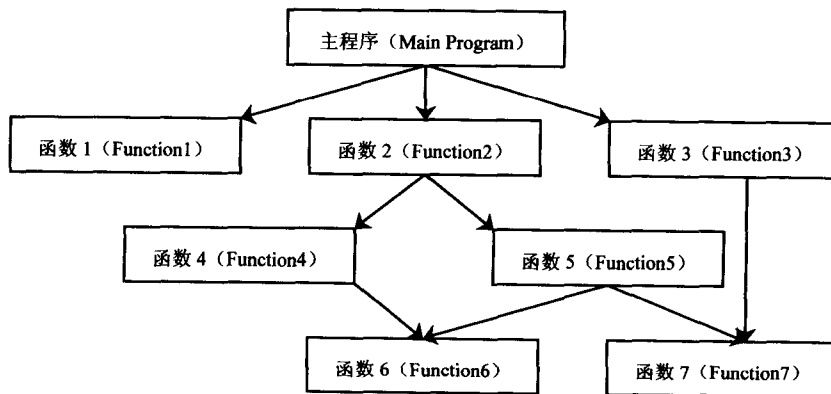 主程序（Main Program）
函数 1（Function1）
函数 2（Function2）
函数 3（Function3）
函数 4（Function4）
函数 5（Function5）
函数 6（Function6）
函数 7（Function7）